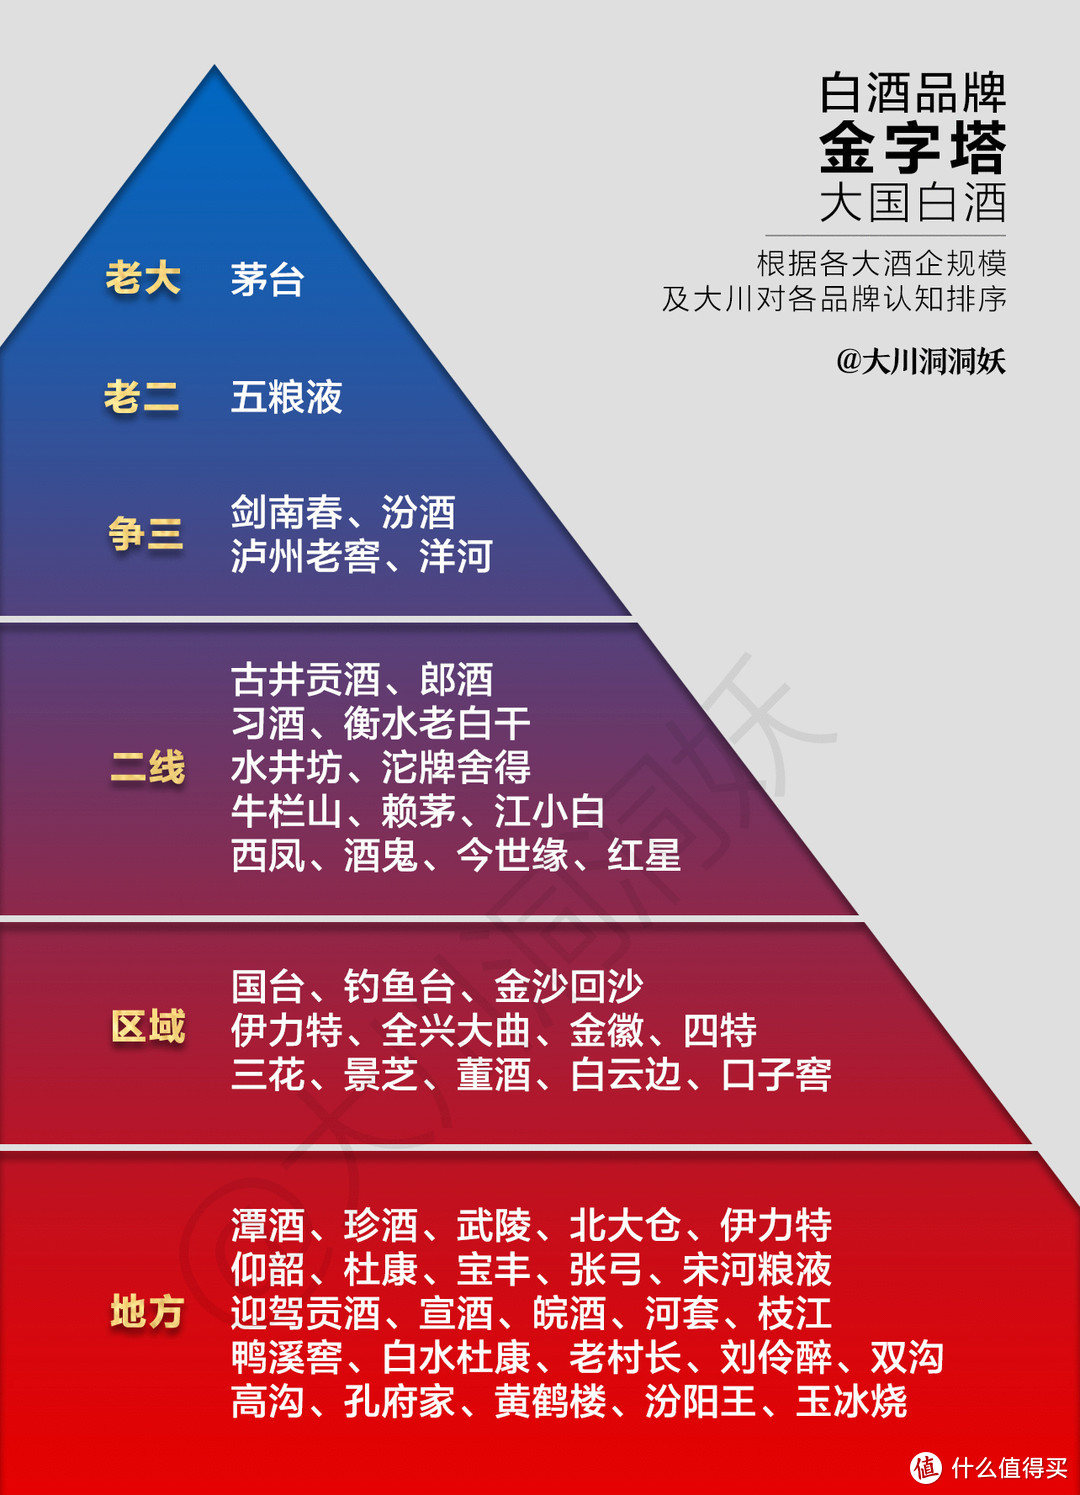 白酒品牌
金字塔
大国白酒
根据各大酒企规模
及大川对各品牌认知排序
@大川洞洞妖
老大 茅台
老二 五粮液
争三
剑南春、汾酒
泸州老窖、洋河
二线
古井贡酒、郎酒
习酒、衡水老白干
水井坊、沱牌舍得
牛栏山、赖茅、江小白
西凤、酒鬼、今世缘、红星
区域
国台、钓鱼台、金沙回沙
伊力特、全兴大曲、金徽、四特
三花、景芝、董酒、白云边、口子窖
地方
潭酒、珍酒、武陵、北大仓、伊力特
仰韶、杜康、宝丰、张弓、宋河粮液
迎驾贡酒、宣酒、皖酒、河套、枝江
鸭溪窖、白水杜康、老村长、刘伶醉、双沟
高沟、孔府家、黄鹤楼、汾阳王、玉冰烧
@大川洞洞妖
值 什么值得买